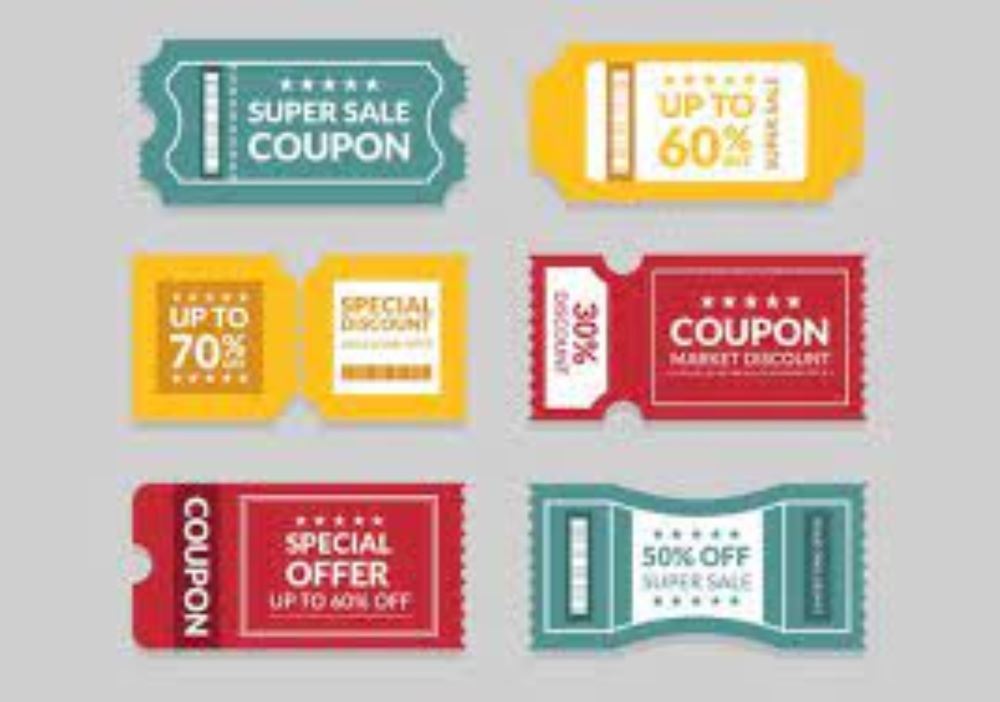 SUPER SALE
COUPON
UP TO
60%
OFF
SUPER SALE
UP TO
70%
OFF
SPECIAL
DISCOUNT
30%
DISCOUNT
COUPON
MARKET DISCOUNT
COUPON
SPECIAL
OFFER
UP TO 60% OFF
50% OFF
SUPER SALE